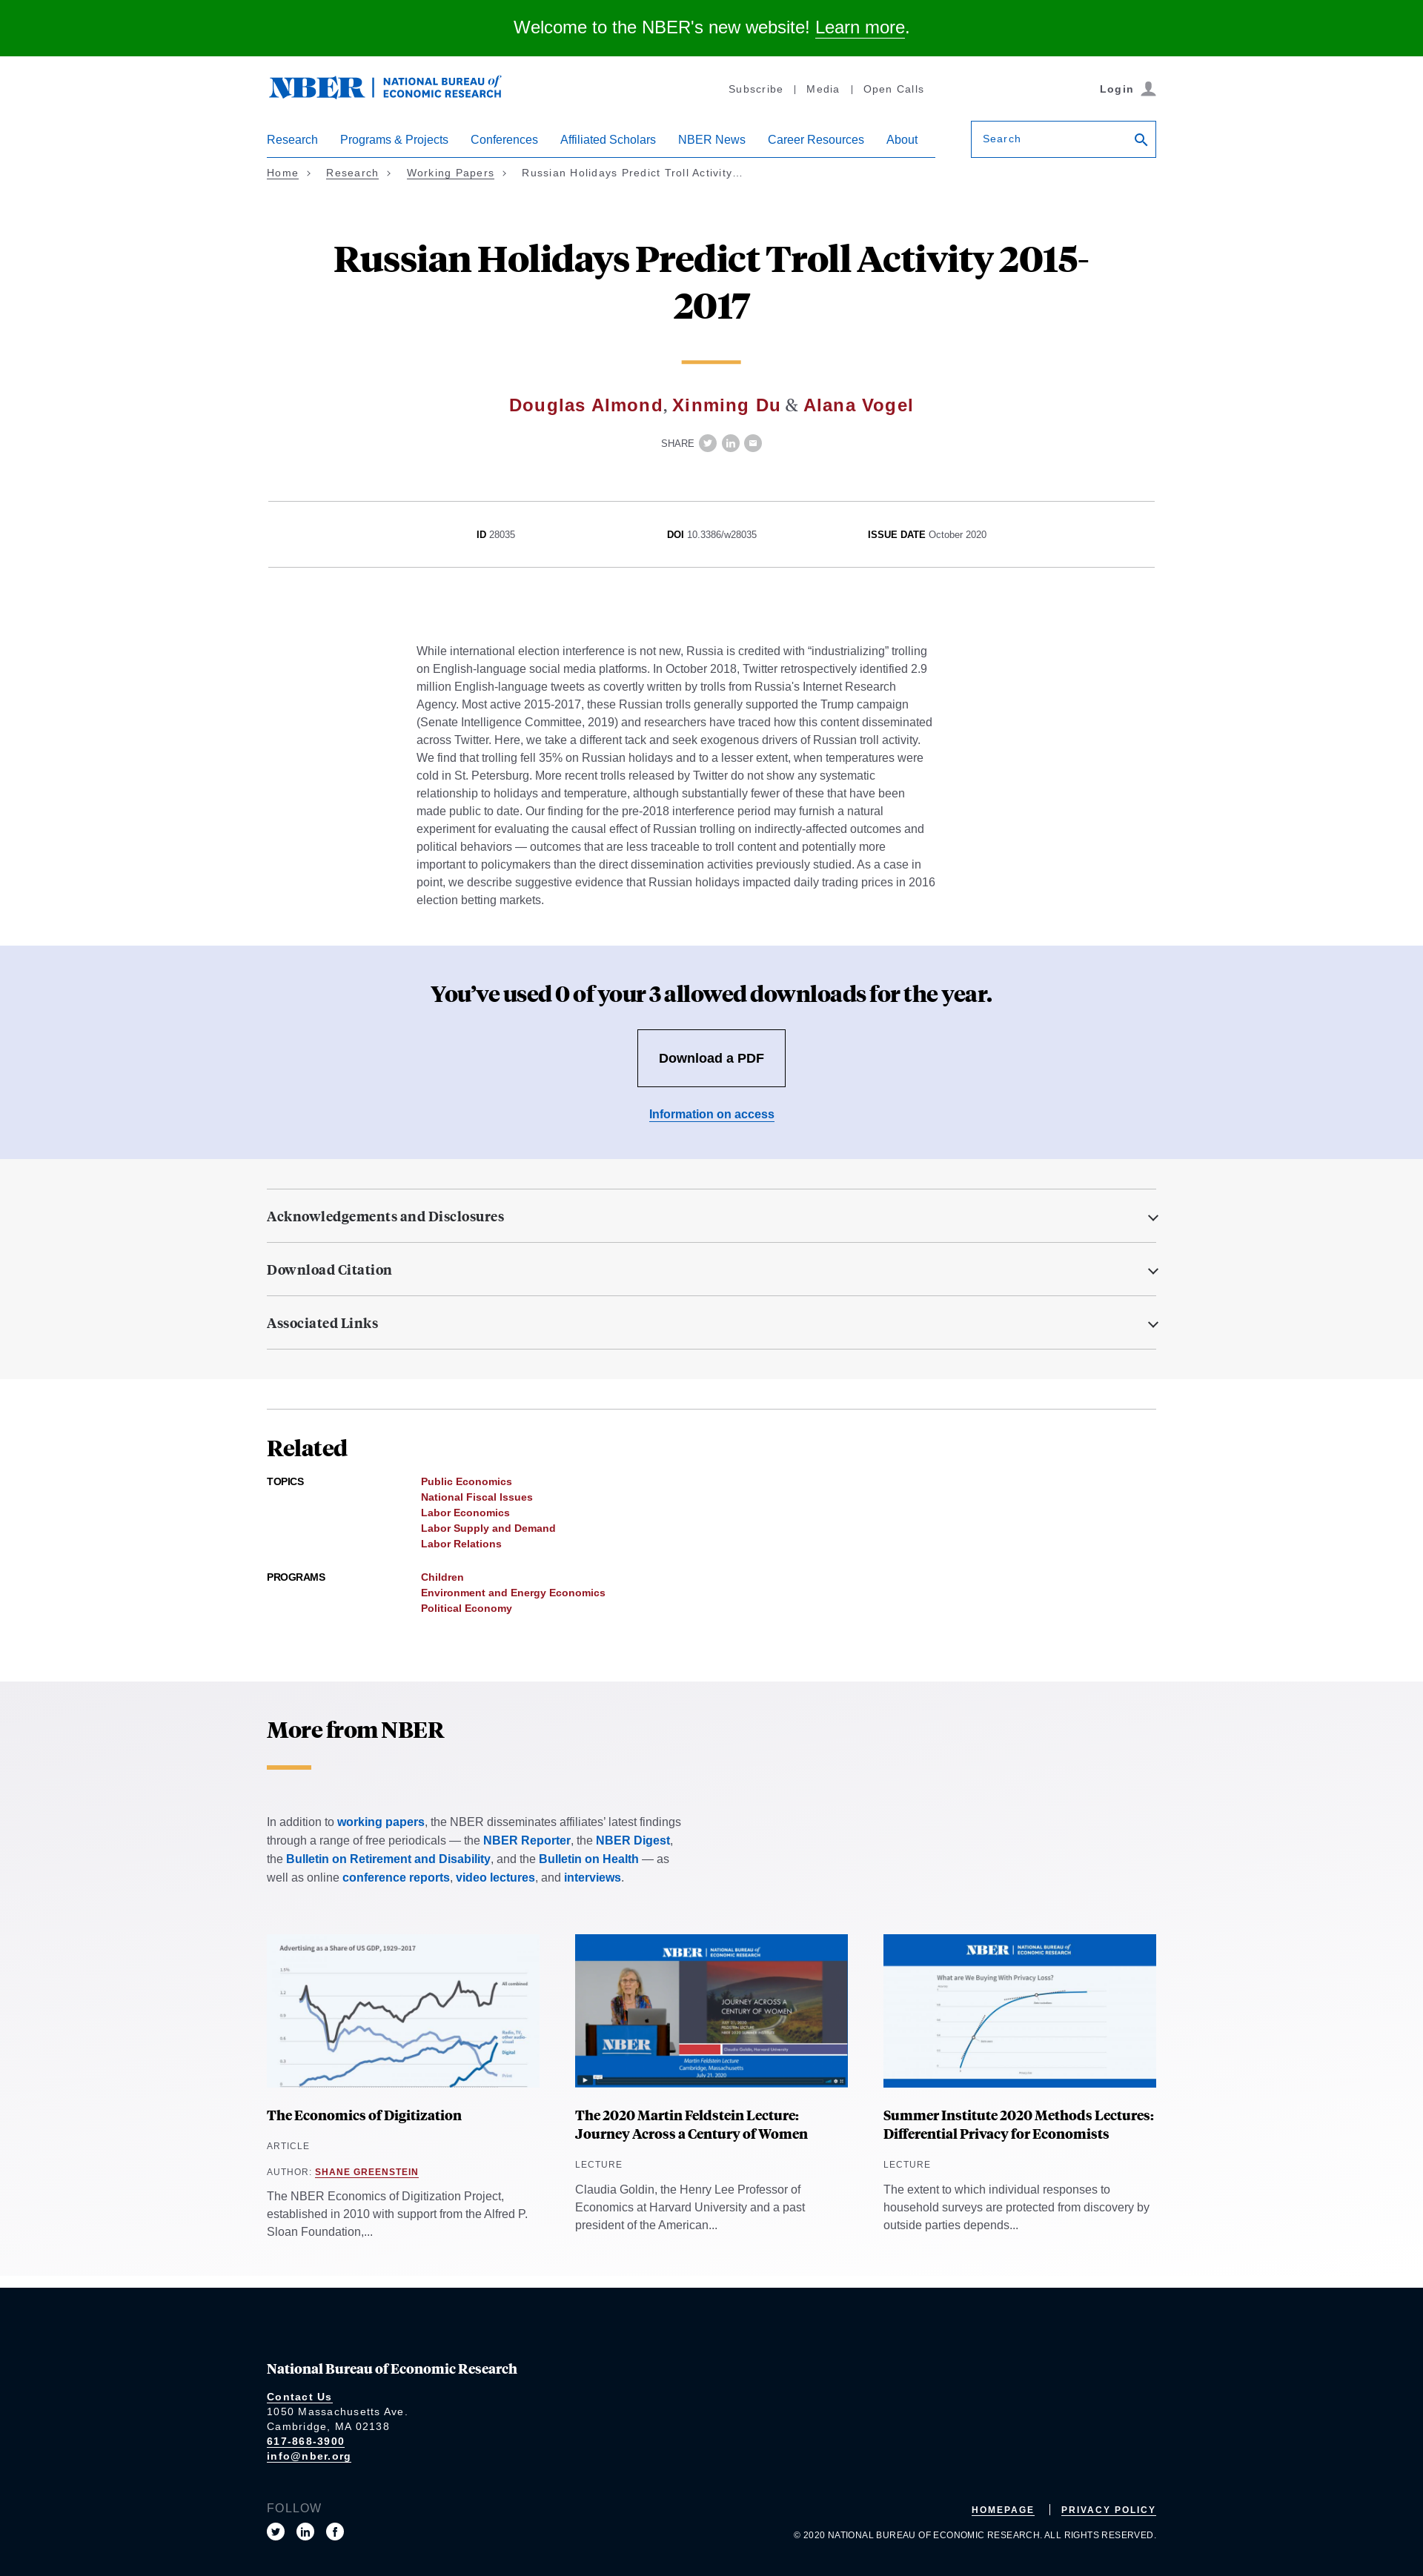 Welcome to the NBER's new website! Learn more.
NBER | NATIONAL BUREAU of ECONOMIC RESEARCH
Subscribe | Media | Open Calls
Login
Research Programs & Projects Conferences Affiliated Scholars NBER News Career Resources About
Search
Home › Research › Working Papers › Russian Holidays Predict Troll Activity…
Russian Holidays Predict Troll Activity 2015-
2017
Douglas Almond, Xinming Du & Alana Vogel
SHARE
ID 28035
DOI 10.3386/w28035
ISSUE DATE October 2020
While international election interference is not new, Russia is credited with “industrializing” trolling
on English-language social media platforms. In October 2018, Twitter retrospectively identified 2.9
million English-language tweets as covertly written by trolls from Russia's Internet Research
Agency. Most active 2015-2017, these Russian trolls generally supported the Trump campaign
(Senate Intelligence Committee, 2019) and researchers have traced how this content disseminated
across Twitter. Here, we take a different tack and seek exogenous drivers of Russian troll activity.
We find that trolling fell 35% on Russian holidays and to a lesser extent, when temperatures were
cold in St. Petersburg. More recent trolls released by Twitter do not show any systematic
relationship to holidays and temperature, although substantially fewer of these that have been
made public to date. Our finding for the pre-2018 interference period may furnish a natural
experiment for evaluating the causal effect of Russian trolling on indirectly-affected outcomes and
political behaviors — outcomes that are less traceable to troll content and potentially more
important to policymakers than the direct dissemination activities previously studied. As a case in
point, we describe suggestive evidence that Russian holidays impacted daily trading prices in 2016
election betting markets.
You’ve used 0 of your 3 allowed downloads for the year.
Download a PDF
Information on access
Acknowledgements and Disclosures
Download Citation
Associated Links
Related
TOPICS
Public Economics
National Fiscal Issues
Labor Economics
Labor Supply and Demand
Labor Relations
PROGRAMS
Children
Environment and Energy Economics
Political Economy
More from NBER
In addition to working papers, the NBER disseminates affiliates’ latest findings
through a range of free periodicals — the NBER Reporter, the NBER Digest,
the Bulletin on Retirement and Disability, and the Bulletin on Health — as
well as online conference reports, video lectures, and interviews.
Advertising as a Share of US GDP, 1929–2017
All combined
Radio, TV,
other audio
visual
Digital
Print
The Economics of Digitization
ARTICLE
AUTHOR: SHANE GREENSTEIN
The NBER Economics of Digitization Project,
established in 2010 with support from the Alfred P.
Sloan Foundation,...
NBER | NATIONAL BUREAU of ECONOMIC RESEARCH
JOURNEY ACROSS A
CENTURY OF WOMEN
Claudia Goldin, Harvard University
NBER
Martin Feldstein Lecture
Cambridge, Massachusetts
July 21, 2020
The 2020 Martin Feldstein Lecture:
Journey Across a Century of Women
LECTURE
Claudia Goldin, the Henry Lee Professor of
Economics at Harvard University and a past
president of the American...
NBER | NATIONAL BUREAU of ECONOMIC RESEARCH
What are We Buying With Privacy Loss?
Summer Institute 2020 Methods Lectures:
Differential Privacy for Economists
LECTURE
The extent to which individual responses to
household surveys are protected from discovery by
outside parties depends...
National Bureau of Economic Research
Contact Us
1050 Massachusetts Ave.
Cambridge, MA 02138
617-868-3900
info@nber.org
FOLLOW
HOMEPAGE | PRIVACY POLICY
© 2020 NATIONAL BUREAU OF ECONOMIC RESEARCH. ALL RIGHTS RESERVED.